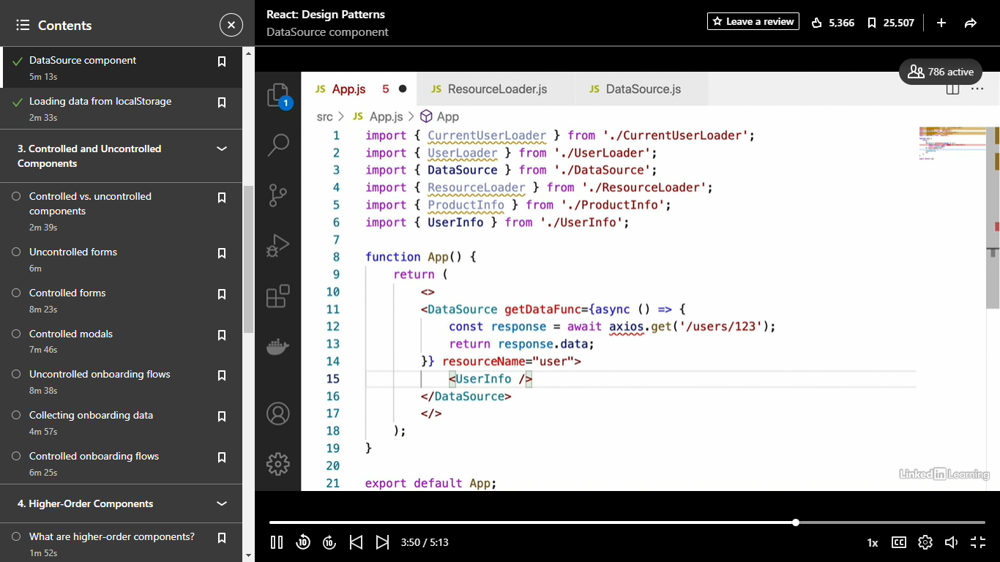 Contents
DataSource component
5m 13s
Loading data from localStorage
2m 33s
3. Controlled and Uncontrolled
Components
Controlled vs. uncontrolled
components
2m 39s
Uncontrolled forms
6m
Controlled forms
8m 23s
Controlled modals
7m 46s
Uncontrolled onboarding flows
8m 38s
Collecting onboarding data
4m 57s
Controlled onboarding flows
6m 25s
4. Higher-Order Components
What are higher-order components?
1m 52s
React: Design Patterns
DataSource component
Leave a review
5,366
25,507
786 active
1
JS App.js 5
JS ResourceLoader.js
JS DataSource.js
...
src > JS App.js > App
1 import { CurrentUserLoader } from './CurrentUserLoader';
2 import { UserLoader } from './UserLoader';
3 import { DataSource } from './DataSource';
4 import { ResourceLoader } from './ResourceLoader';
5 import { ProductInfo } from './ProductInfo';
6 import { UserInfo } from './UserInfo';
7
8 function App() {
9 return (
10 <>
11 <DataSource getDataFunc={async () => {
12 const response = await axios.get('/users/123');
13 return response.data;
14 }} resourceName="user">
15 <UserInfo />
16 </DataSource>
17 </>
18 );
19 }
20
21 export default App;
Linked in Learning
10
10
3:50 / 5:13
1x
CC